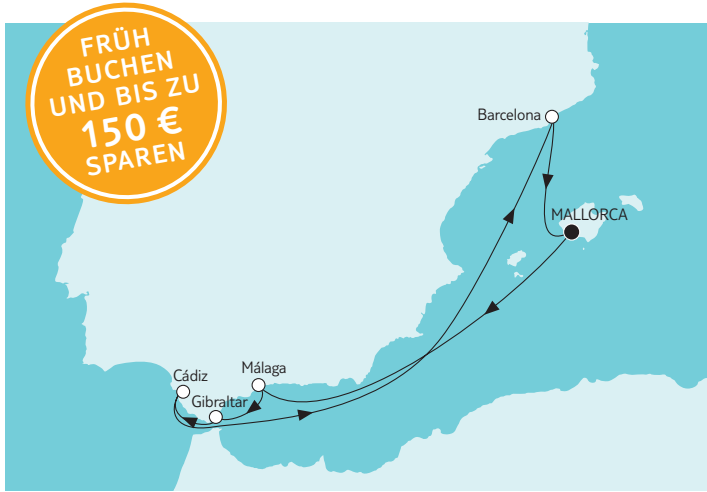 FRÜH
BUCHEN
UND BIS ZU
150 €
SPAREN
Barcelona
MALLORCA
Málaga
Cádiz
Gibraltar